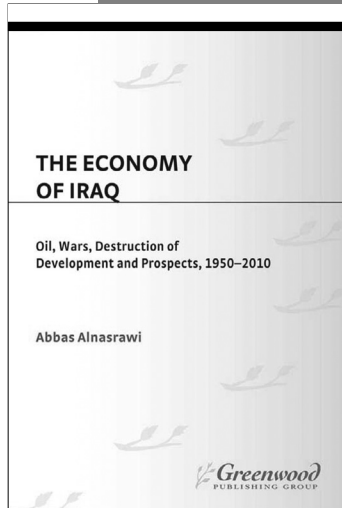 THE ECONOMY
OF IRAQ
Oil, Wars, Destruction of
Development and Prospects, 1950–2010
Abbas Alnasrawi
Greenwood
PUBLISHING GROUP